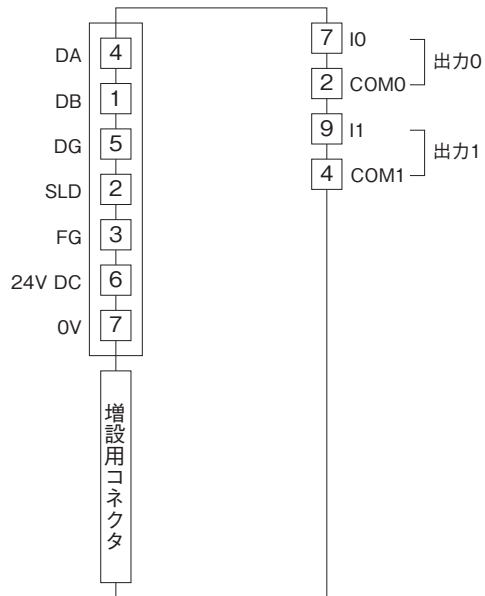 DA 4
DB 1
DG 5
SLD 2
FG 3
24V DC 6
0V 7
増設用コネクタ
7 I0
2 COM0
出力0
9 I1
4 COM1
出力1